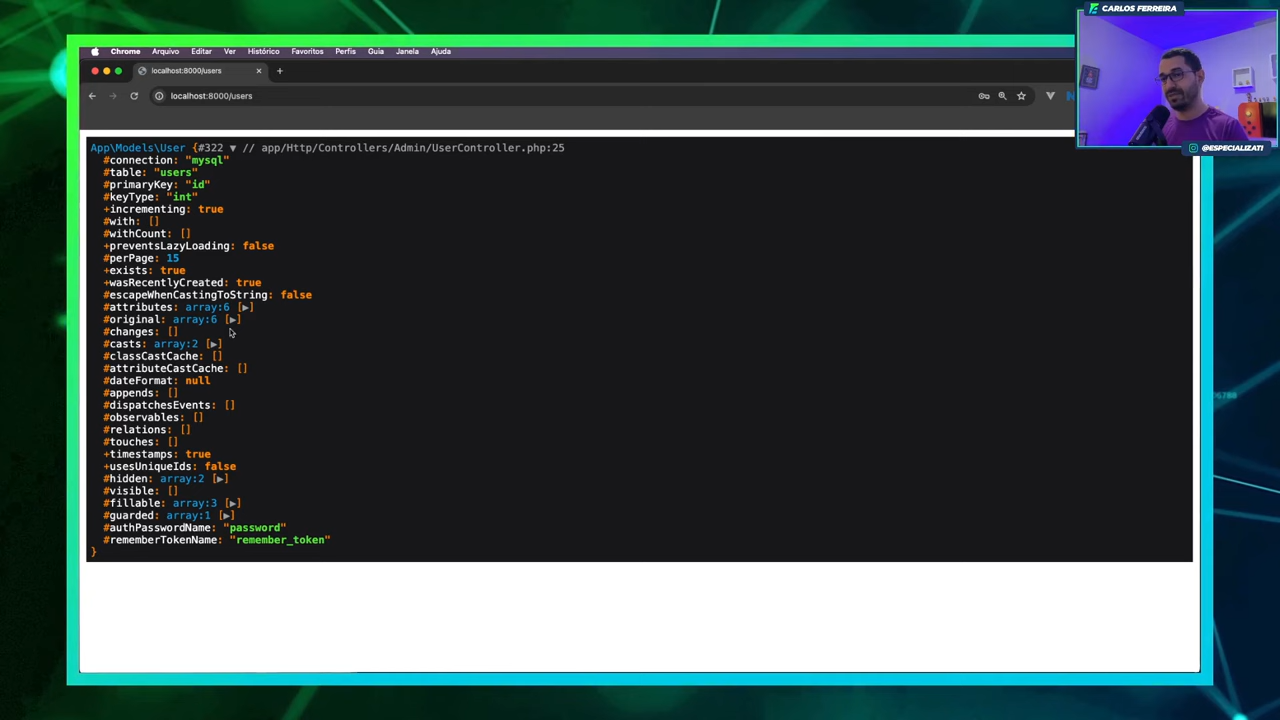 CARLOS FERREIRA
Chrome Arquivo Editar Ver Histórico Favoritos Perfis Guia Janela Ajuda
localhost:8000/users
localhost:8000/users
@ESPECIALIZATI
App\Models\User {#322 ▼ // app/Http/Controllers/Admin/UserController.php:25
#connection: "mysql"
#table: "users"
#primaryKey: "id"
#keyType: "int"
+incrementing: true
#with: []
#withCount: []
+preventsLazyLoading: false
#perPage: 15
+exists: true
+wasRecentlyCreated: true
#escapeWhenCastingToString: false
#attributes: array:6 [▶]
#original: array:6 [▶]
#changes: []
#casts: array:2 [▶]
#classCastCache: []
#attributeCastCache: []
#dateFormat: null
#appends: []
#dispatchesEvents: []
#observables: []
#relations: []
#touches: []
+timestamps: true
+usesUniqueIds: false
#hidden: array:2 [▶]
#visible: []
#fillable: array:3 [▶]
#guarded: array:1 [▶]
#authPasswordName: "password"
#rememberTokenName: "remember_token"
}